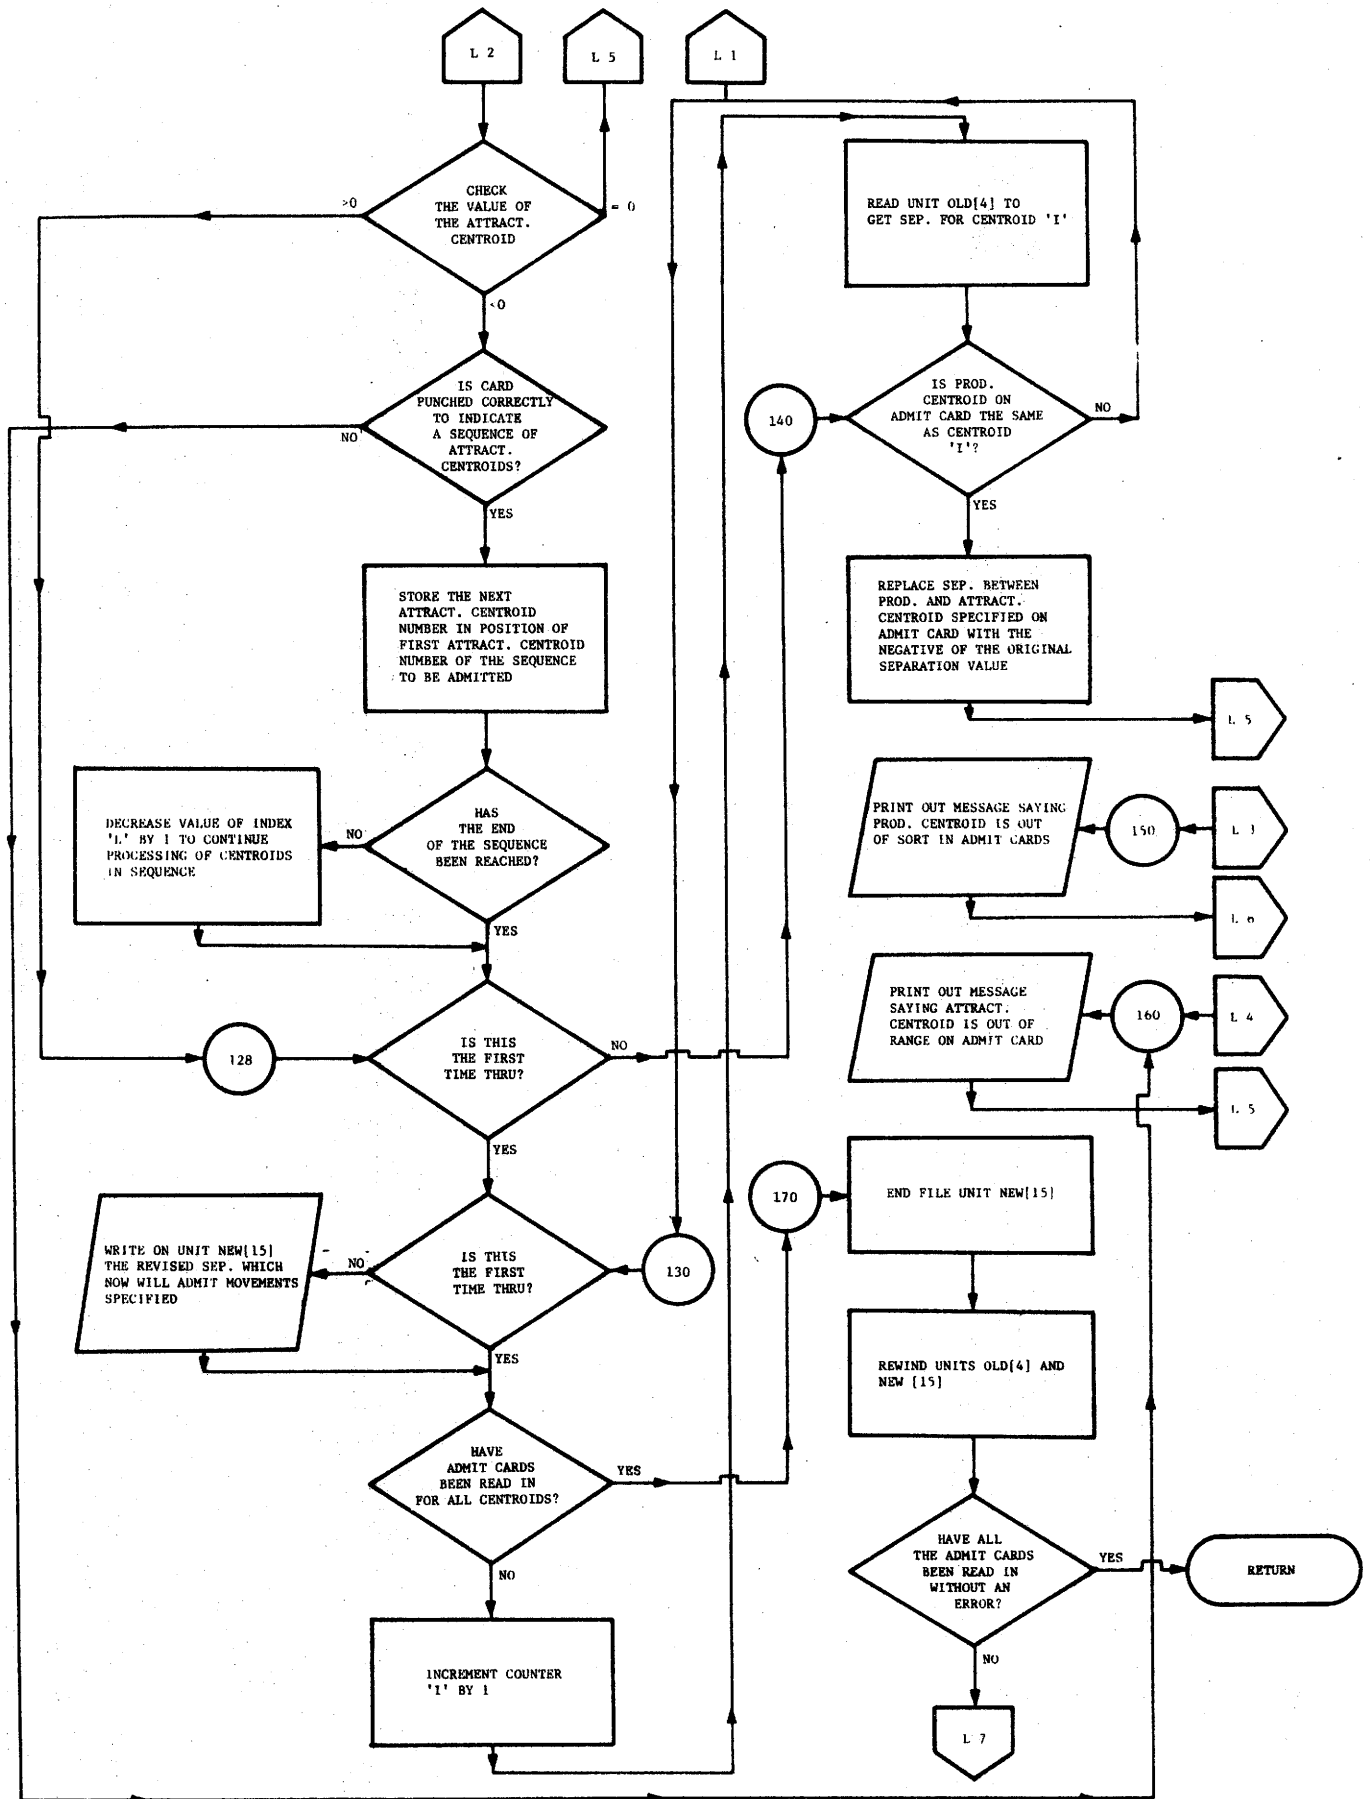 L 2
L 5
L 1
CHECK
THE VALUE OF
THE ATTRACT.
CENTROID
>0
= 0
<0
IS CARD
PUNCHED CORRECTLY
TO INDICATE
A SEQUENCE OF
ATTRACT.
CENTROIDS?
NO
YES
STORE THE NEXT
ATTRACT. CENTROID
NUMBER IN POSITION OF
FIRST ATTRACT. CENTROID
NUMBER OF THE SEQUENCE
TO BE ADMITTED
HAS
THE END
OF THE SEQUENCE
BEEN REACHED?
NO
YES
DECREASE VALUE OF INDEX
'L' BY 1 TO CONTINUE
PROCESSING OF CENTROIDS
IN SEQUENCE
128
IS THIS
THE FIRST
TIME THRU?
NO
YES
IS THIS
THE FIRST
TIME THRU?
130
NO
YES
WRITE ON UNIT NEW[15]
THE REVISED SEP. WHICH
NOW WILL ADMIT MOVEMENTS
SPECIFIED
HAVE
ADMIT CARDS
BEEN READ IN
FOR ALL CENTROIDS?
YES
NO
INCREMENT COUNTER
'I' BY 1
READ UNIT OLD[4] TO
GET SEP. FOR CENTROID 'I'
140
IS PROD.
CENTROID ON
ADMIT CARD THE SAME
AS CENTROID
'I'?
NO
YES
REPLACE SEP. BETWEEN
PROD. AND ATTRACT.
CENTROID SPECIFIED ON
ADMIT CARD WITH THE
NEGATIVE OF THE ORIGINAL
SEPARATION VALUE
L 5
PRINT OUT MESSAGE SAYING
PROD. CENTROID IS OUT
OF SORT IN ADMIT CARDS
150
L 3
L 6
PRINT OUT MESSAGE
SAYING ATTRACT.
CENTROID IS OUT OF
RANGE ON ADMIT CARD
160
L 4
L 5
170
END FILE UNIT NEW[15]
REWIND UNITS OLD[4] AND
NEW [15]
HAVE ALL
THE ADMIT CARDS
BEEN READ IN
WITHOUT AN
ERROR?
YES
RETURN
NO
L 7